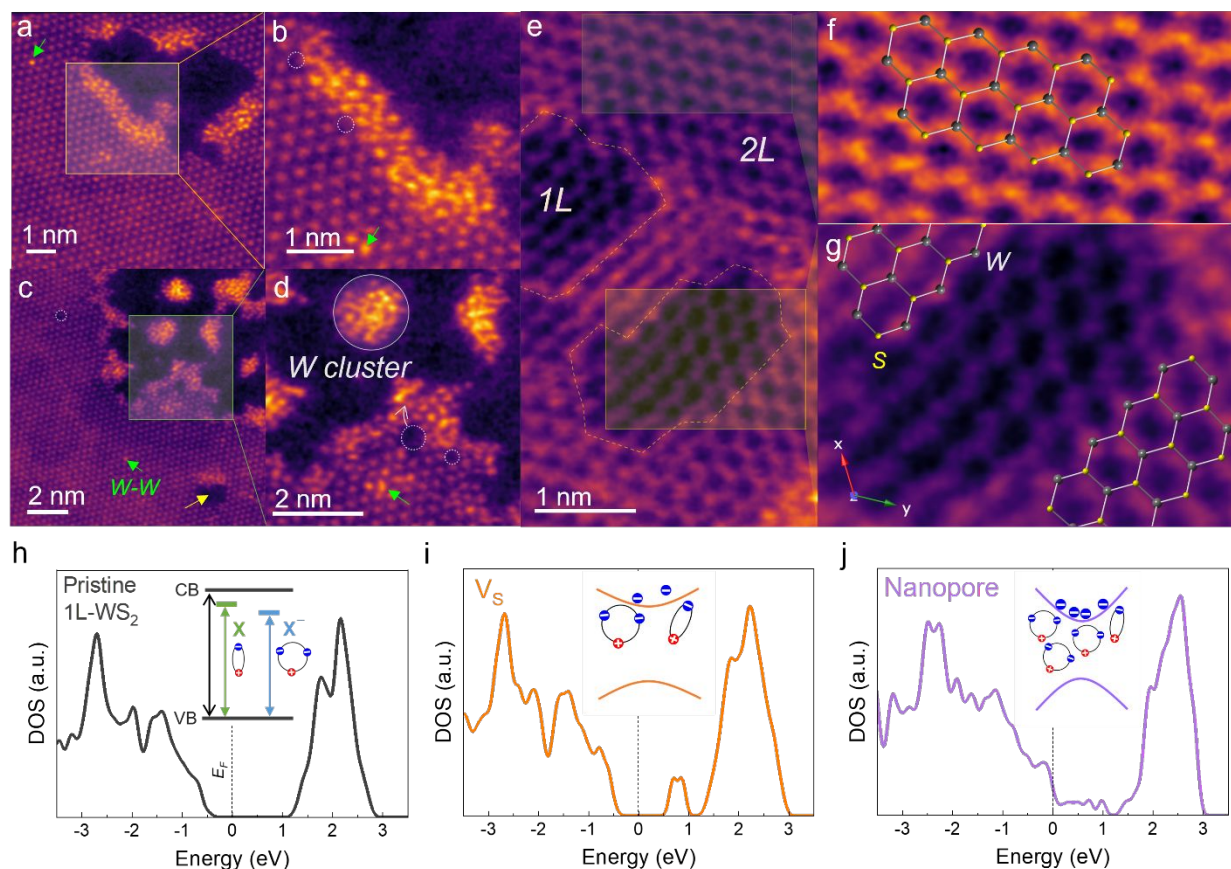 a
1 nm
b
1 nm
c
W-W
2 nm
d
W cluster
2 nm
e
1L
2L
1 nm
f
g
W
S
x
z
y
h
Pristine
1L-WS₂
CB
X
X⁻
VB
E_F
DOS (a.u.)
-3 -2 -1 0 1 2 3
Energy (eV)
i
V_S
DOS (a.u.)
-3 -2 -1 0 1 2 3
Energy (eV)
j
Nanopore
DOS (a.u.)
-3 -2 -1 0 1 2 3
Energy (eV)